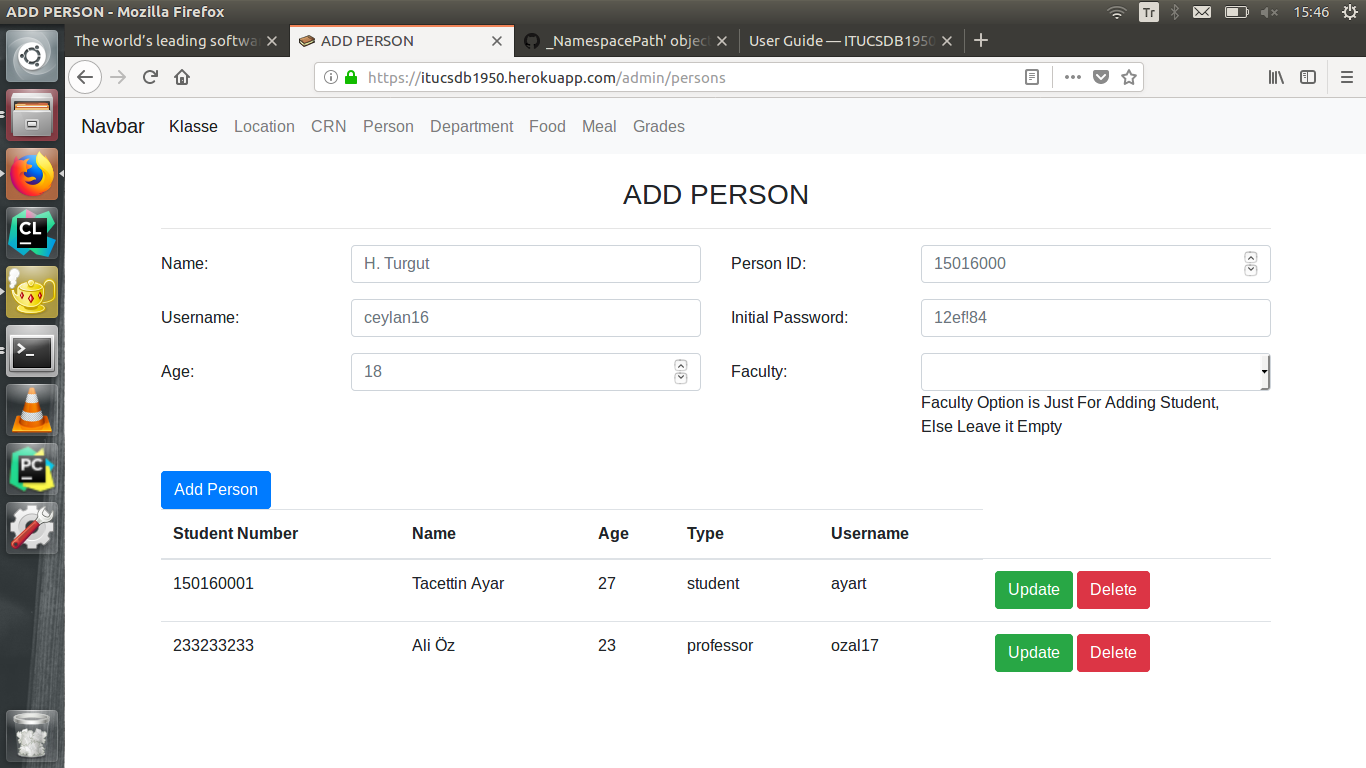 ADD PERSON - Mozilla Firefox
Tr
15:46
The world's leading softwa
ADD PERSON
_NamespacePath' objec
User Guide — ITUCSDB1950
https://itucsdb1950.herokuapp.com/admin/persons
Navbar Klasse Location CRN Person Department Food Meal Grades
ADD PERSON
Name: H. Turgut Person ID: 15016000
Username: ceylan16 Initial Password: 12ef!84
Age: 18 Faculty:
Faculty Option is Just For Adding Student,
Else Leave it Empty
Add Person
Student Number Name Age Type Username
150160001 Tacettin Ayar 27 student ayart Update Delete
233233233 Ali Öz 23 professor ozal17 Update Delete
CL
PC